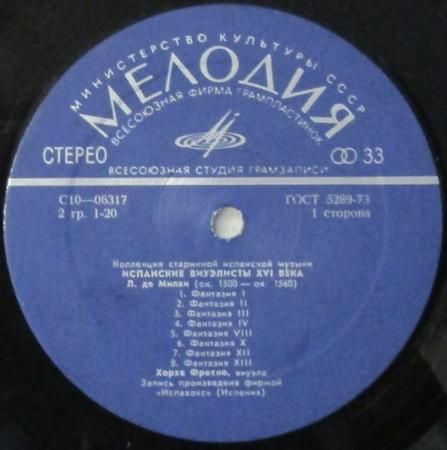 МИНИСТЕРСТВО КУЛЬТУРЫ СССР
МЕЛОДИЯ
ВСЕСОЮЗНАЯ ФИРМА ГРАМПЛАСТИНОК
СТЕРЕО
33
ВСЕСОЮЗНАЯ СТУДИЯ ГРАМЗАПИСИ
С10—06317
ГОСТ 5289-73
2 гр. 1-20
1 сторона
Коллекция старинной испанской музыки
ИСПАНСКИЕ ВИУЭЛИСТЫ XVI ВЕКА
Л. де Милан (ок. 1500 — ок 1560)
1. Фантазия I
2. Фантазия II
3. Фантазия III
4. Фантазия IV
5. Фантазия VIII
6. Фантазия X
7. Фантазия XII
8. Фантазия XIII
Хорхе Фресно, виуэла
Запись произведена фирмой
«Испавокс» (Испания)